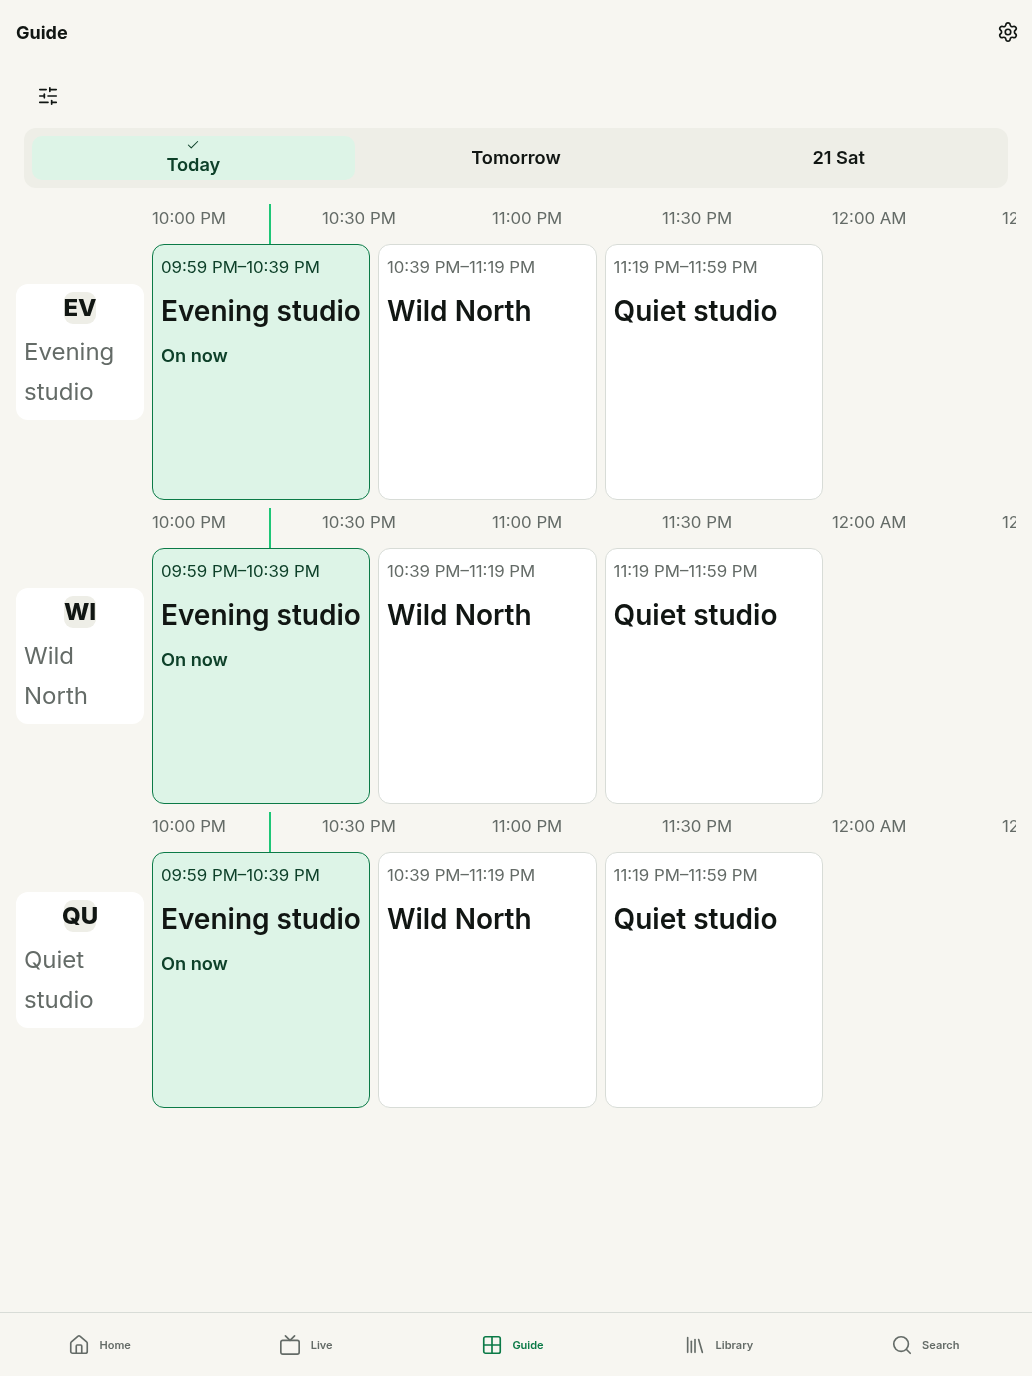 Guide
Today
Tomorrow
21 Sat
10:00 PM
10:30 PM
11:00 PM
11:30 PM
12:00 AM
12
EV
Evening
studio
09:59 PM–10:39 PM
Evening studio
On now
10:39 PM–11:19 PM
Wild North
11:19 PM–11:59 PM
Quiet studio
10:00 PM
10:30 PM
11:00 PM
11:30 PM
12:00 AM
12
WI
Wild
North
09:59 PM–10:39 PM
Evening studio
On now
10:39 PM–11:19 PM
Wild North
11:19 PM–11:59 PM
Quiet studio
10:00 PM
10:30 PM
11:00 PM
11:30 PM
12:00 AM
12
QU
Quiet
studio
09:59 PM–10:39 PM
Evening studio
On now
10:39 PM–11:19 PM
Wild North
11:19 PM–11:59 PM
Quiet studio
Home
Live
Guide
Library
Search